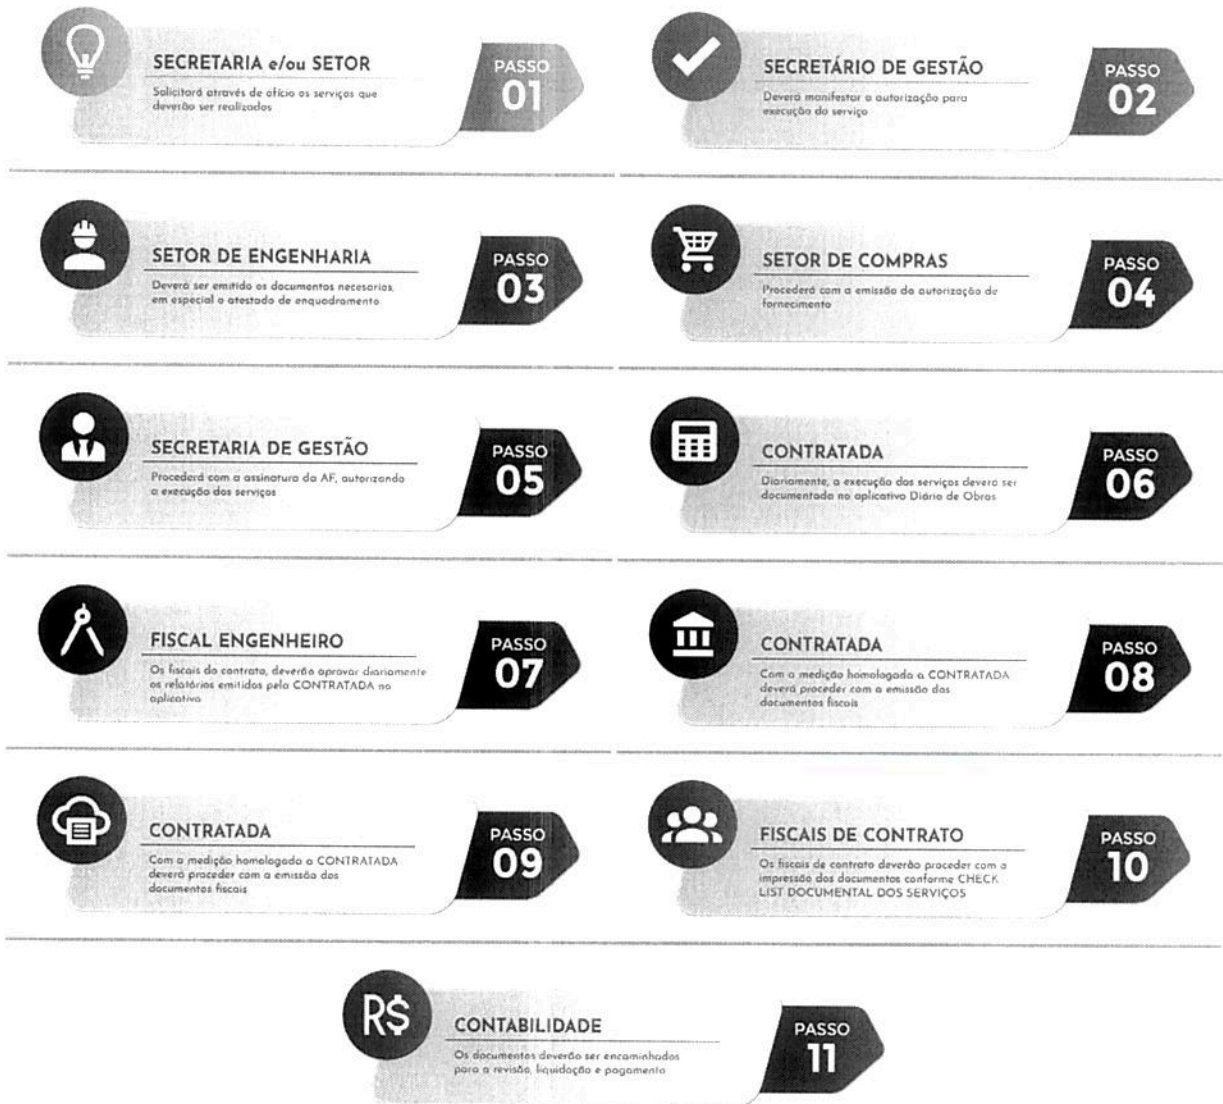 SECRETARIA e/ou SETOR
Solicitará através de ofício os serviços que
deverão ser realizados
PASSO
01
SECRETÁRIO DE GESTÃO
Deverá manifestar a autorização para
execução do serviço
PASSO
02
SETOR DE ENGENHARIA
Deverá ser emitido os documentos necesarios,
em especial o atestado de enquadramento
PASSO
03
SETOR DE COMPRAS
Procederá com a emissão da autorização de
fornecimento
PASSO
04
SECRETARIA DE GESTÃO
Procederá com a assinatura da AF, autorizando
a execução dos serviços
PASSO
05
CONTRATADA
Diariamente, a execução dos serviços deverá ser
documentada no aplicativo Diário de Obras
PASSO
06
FISCAL ENGENHEIRO
Os fiscais do contrato, deverão aprovar diariamente
os relatórios emitidos pela CONTRATADA no
aplicativo
PASSO
07
CONTRATADA
Com a medição homologada a CONTRATADA
deverá proceder com a emissão dos
documentos fiscais
PASSO
08
CONTRATADA
Com a medição homologada a CONTRATADA
deverá proceder com a emissão dos
documentos fiscais
PASSO
09
FISCAIS DE CONTRATO
Os fiscais de contrato deverão proceder com a
impressão dos documentos conforme CHECK
LIST DOCUMENTAL DOS SERVIÇOS
PASSO
10
R$
CONTABILIDADE
Os documentos deverão ser encaminhados
para a revisão, liquidação e pagamento
PASSO
11